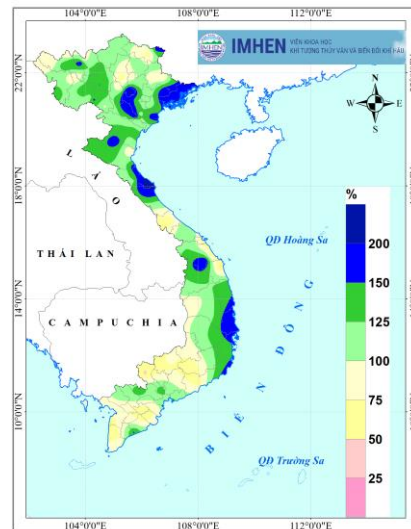 104°0'0"E
108°0'0"E
112°0'0"E
IMHEN
VIỆN KHOA HỌC
KHÍ TƯỢNG THỦY VĂN VÀ BIẾN ĐỔI KHÍ HẬU
22°0'0"N
N
W
E
S
L À O
18°0'0"N
%
THÁI LAN
QĐ Hoàng Sa
200
150
14°0'0"N
125
CAMPUCHIA
100
75
10°0'0"N
50
BIỂN ĐÔNG
25
QĐ Trường Sa
104°0'0"E
108°0'0"E
112°0'0"E